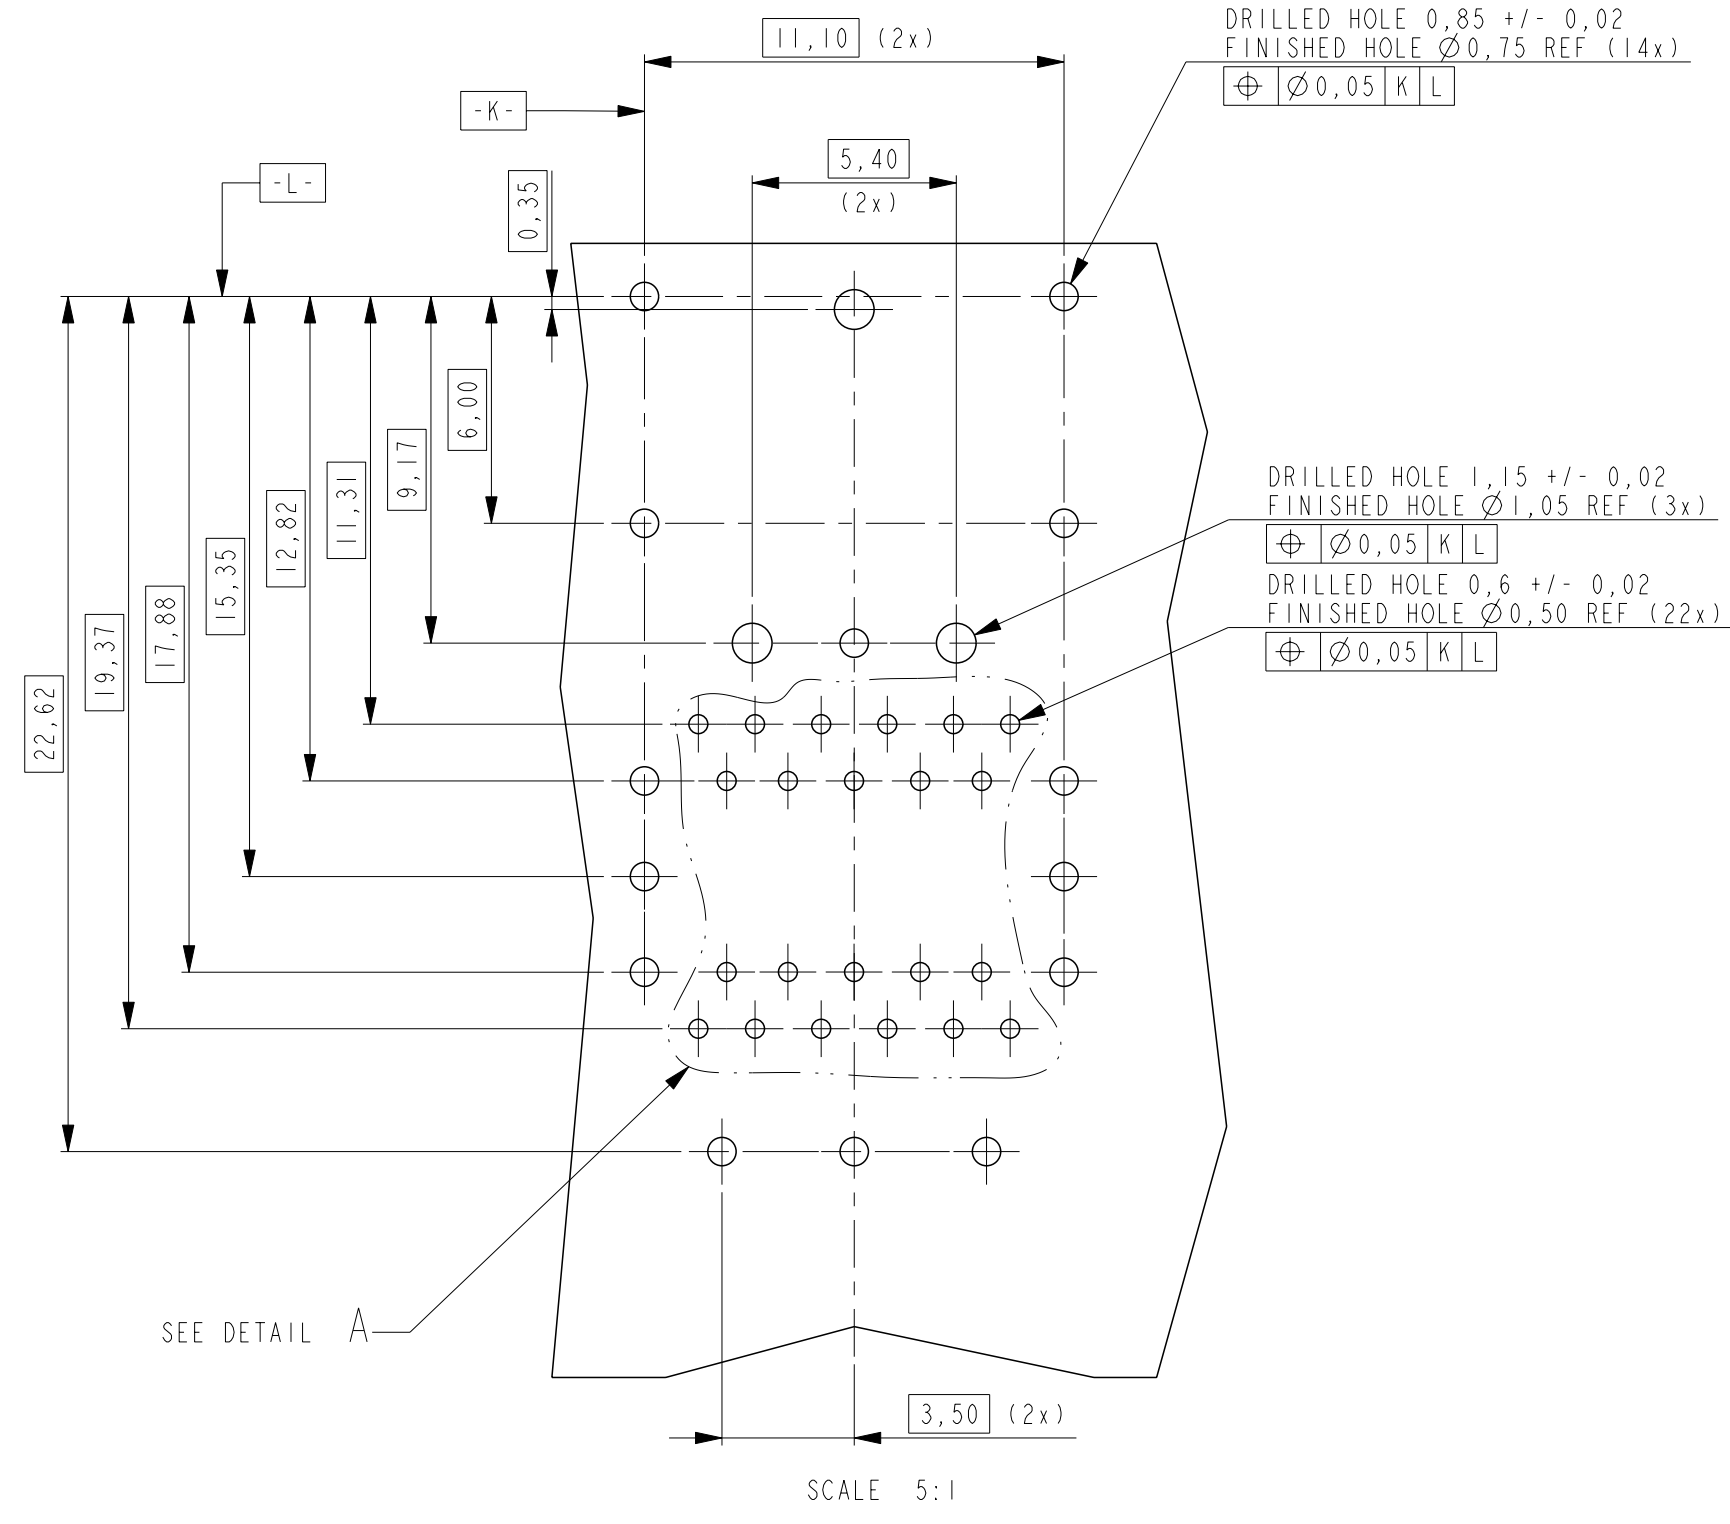 11,10 (2x)
DRILLED HOLE 0,85 +/- 0,02
FINISHED HOLE Ø0,75 REF (14x)
⌖ Ø0,05 K L
-K-
5,40
(2x)
-L-
0,35
6,00
9,17
11,31
12,82
15,35
17,88
19,37
22,62
DRILLED HOLE 1,15 +/- 0,02
FINISHED HOLE Ø1,05 REF (3x)
⌖ Ø0,05 K L
DRILLED HOLE 0,6 +/- 0,02
FINISHED HOLE Ø0,50 REF (22x)
⌖ Ø0,05 K L
SEE DETAIL A
3,50 (2x)
SCALE 5:1